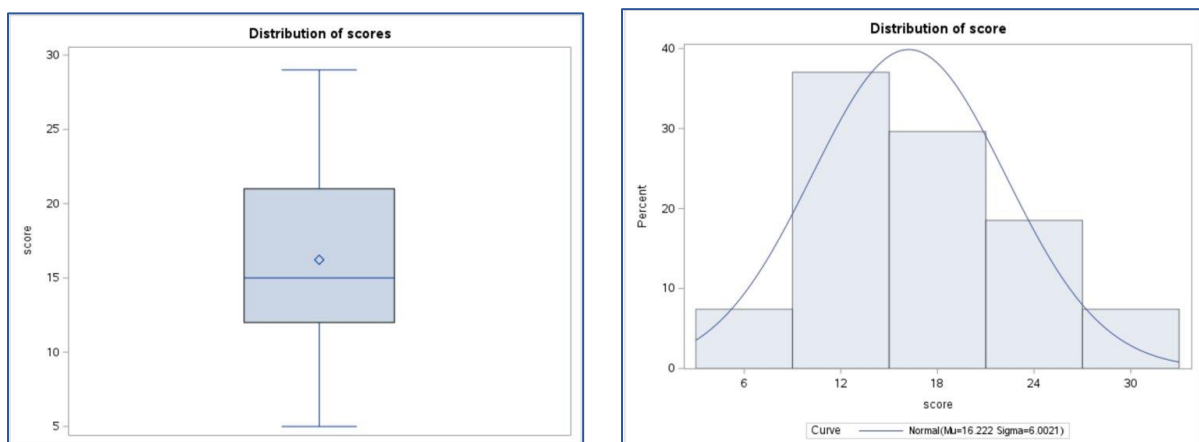 Distribution of scores
30
25
20
15
10
5
score
Distribution of score
40
30
20
10
0
Percent
6 12 18 24 30
score
Curve Normal(Mu=16.222 Sigma=6.0021)